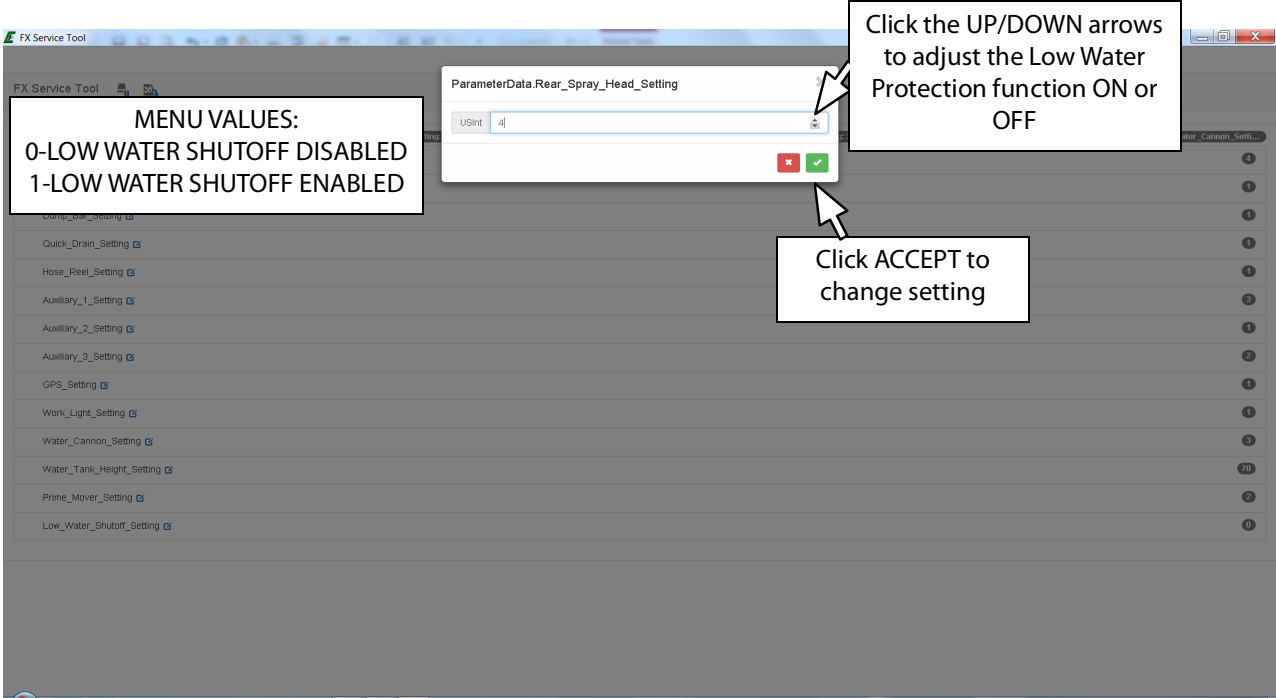 FX Service Tool
FX Service Tool
Click the UP/DOWN arrows
to adjust the Low Water
Protection function ON or
OFF
ParameterData.Rear_Spray_Head_Setting
USint 4
MENU VALUES:
0-LOW WATER SHUTOFF DISABLED
1-LOW WATER SHUTOFF ENABLED
Click ACCEPT to
change setting
4
1
Dump_Bar_Setting 1
Quick_Drain_Setting 1
Hose_Reel_Setting 1
Auxiliary_1_Setting 3
Auxiliary_2_Setting 1
Auxiliary_3_Setting 2
GPS_Setting 1
Work_Light_Setting 1
Water_Cannon_Setting 3
Water_Tank_Height_Setting 70
Prime_Mover_Setting 2
Low_Water_Shutoff_Setting 0